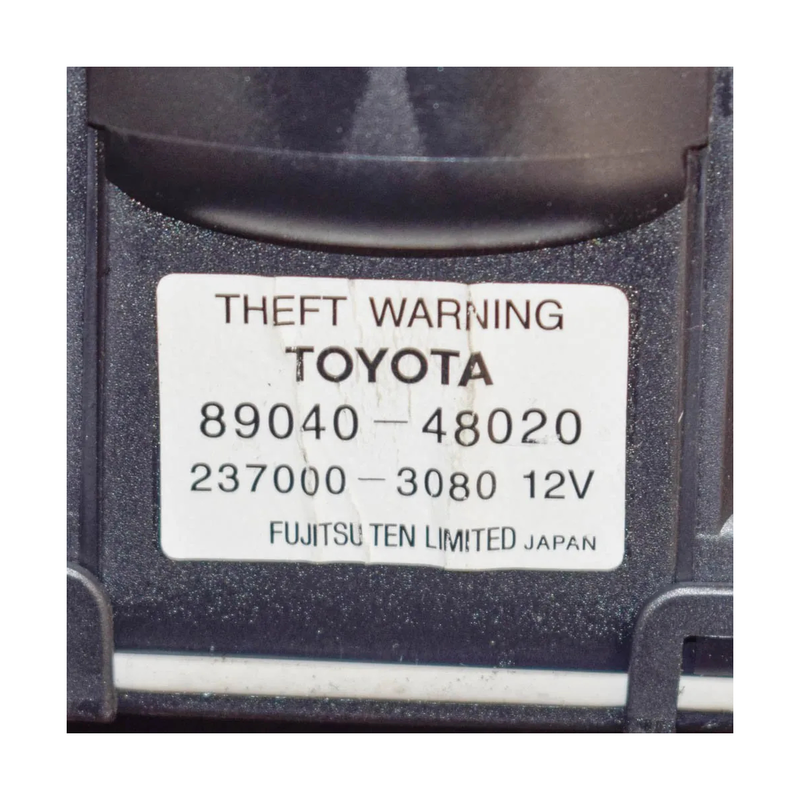 THEFT WARNING
TOYOTA
89040-48020
237000-3080 12V
FUJITSU TEN LIMITED JAPAN